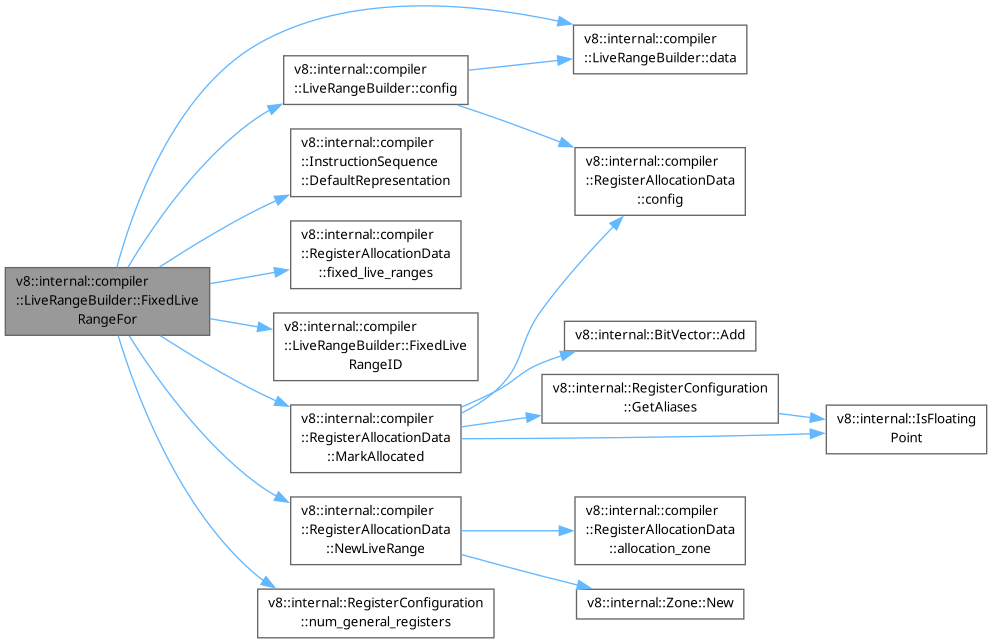 v8::internal::compiler
::LiveRangeBuilder::data
v8::internal::compiler
::LiveRangeBuilder::config
v8::internal::compiler
::InstructionSequence
::DefaultRepresentation
v8::internal::compiler
::RegisterAllocationData
::config
v8::internal::compiler
::RegisterAllocationData
::fixed_live_ranges
v8::internal::compiler
::LiveRangeBuilder::FixedLive
RangeFor
v8::internal::compiler
::LiveRangeBuilder::FixedLive
RangeID
v8::internal::BitVector::Add
v8::internal::RegisterConfiguration
::GetAliases
v8::internal::IsFloating
Point
v8::internal::compiler
::RegisterAllocationData
::MarkAllocated
v8::internal::compiler
::RegisterAllocationData
::NewLiveRange
v8::internal::compiler
::RegisterAllocationData
::allocation_zone
v8::internal::Zone::New
v8::internal::RegisterConfiguration
::num_general_registers